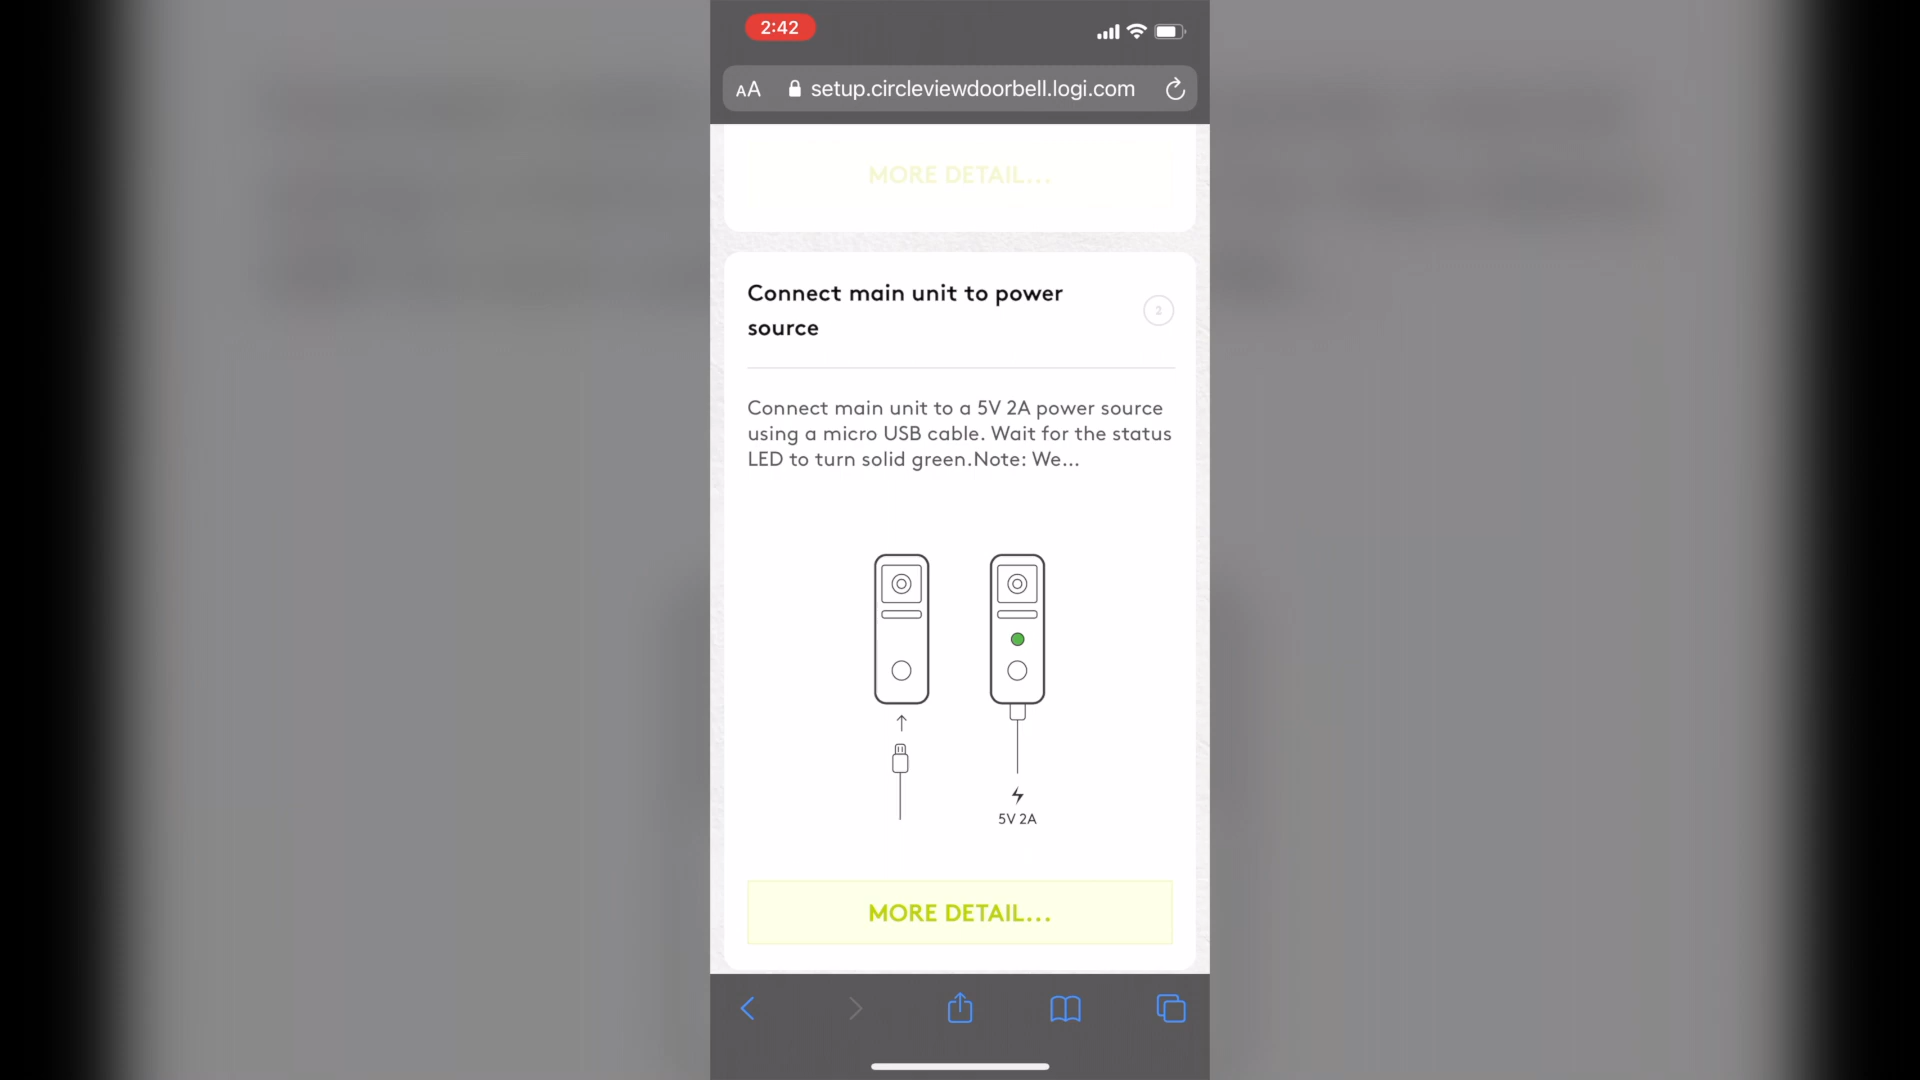 2:42
AA setup.circleviewdoorbell.logi.com
MORE DETAIL...
Connect main unit to power
source
2
Connect main unit to a 5V 2A power source
using a micro USB cable. Wait for the status
LED to turn solid green.Note: We...
5V 2A
MORE DETAIL...